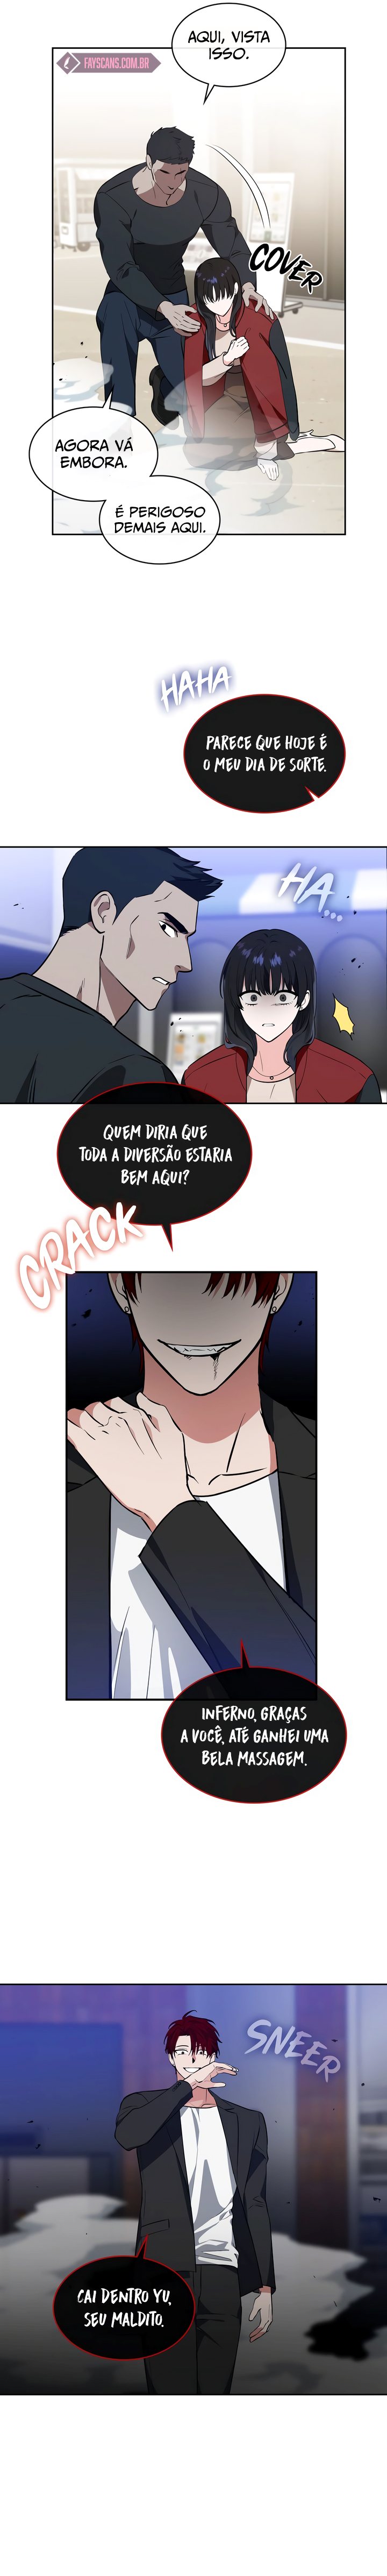 AQUI, VISTA
ISSO.
FAYSCANS.COM.BR
COVER
AGORA VÁ
EMBORA.
É PERIGOSO
DEMAIS AQUI.
HAHA
PARECE QUE HOJE É
O MEU DIA DE SORTE.
HA...
QUEM DIRIA QUE
TODA A DIVERSÃO ESTARIA
BEM AQUI?
CRACK
INFERNO, GRAÇAS
A VOCÊ, ATÉ GANHEI UMA
BELA MASSAGEM.
SNEER
CAI DENTRO YU,
SEU MALDITO.